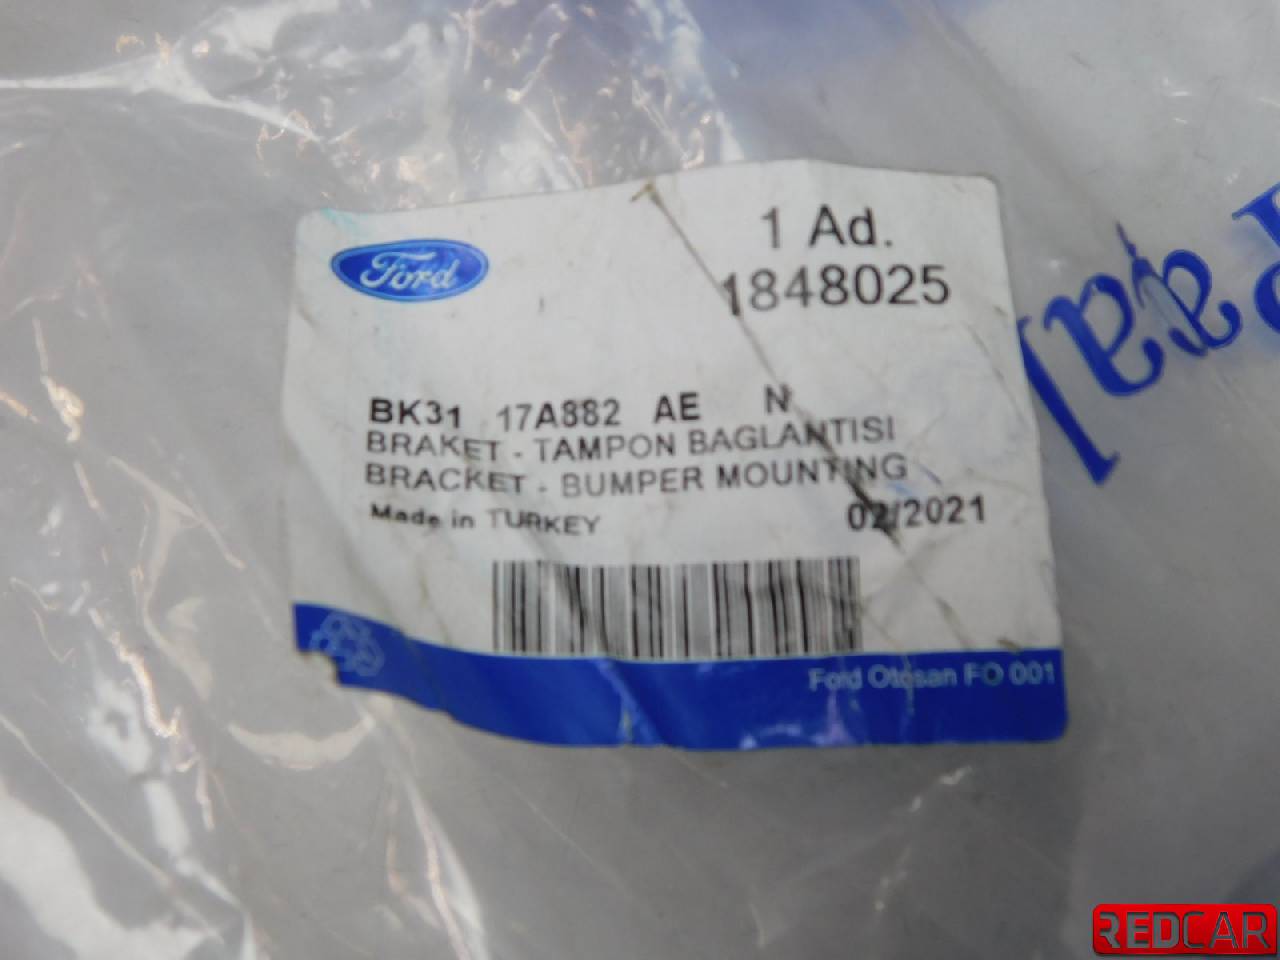 Ford
1 Ad.
1848025
BK31 17A882 AE N
BRAKET - TAMPON BAGLANTISI
BRACKET - BUMPER MOUNTING
Made in TURKEY
02/2021
Ford Otosan FO 001
REDCAR